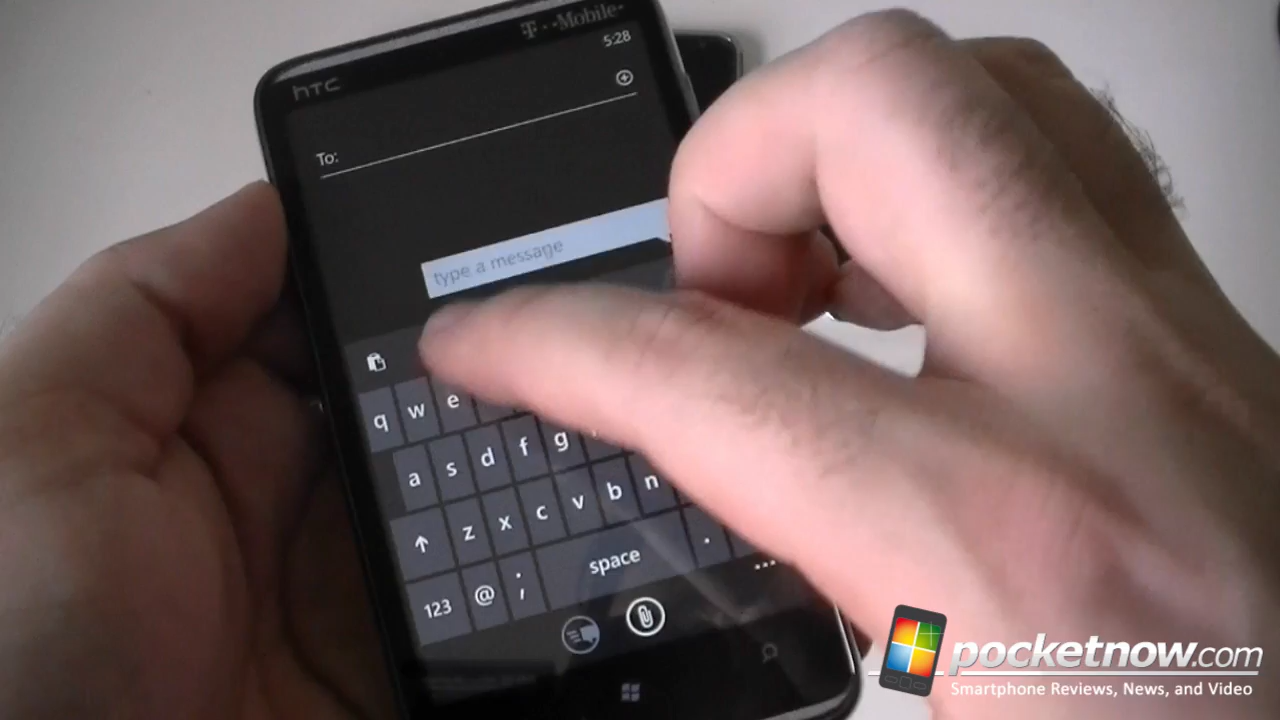 T··Mobile·
hTC
5:28
To:
type a message
q w e
a s d f g
z x c v b n
space .
123 @ ; ...
pocketnow.com
Smartphone Reviews, News, and Video